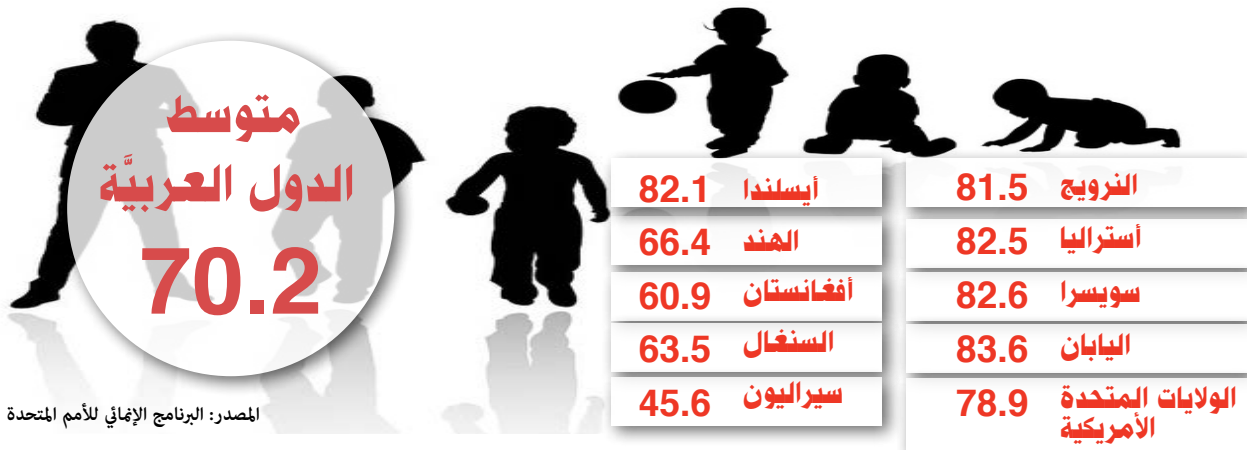 النرويج 81.5
أستراليا 82.5
سويسرا 82.6
اليابان 83.6
الولايات المتحدة 78.9
الأمريكية
أيسلندا 82.1
الهند 66.4
أفغانستان 60.9
السنغال 63.5
سيراليون 45.6
متوسط
الدول العربيَّة
70.2
المصدر: البرنامج الإنمائي للأمم المتحدة